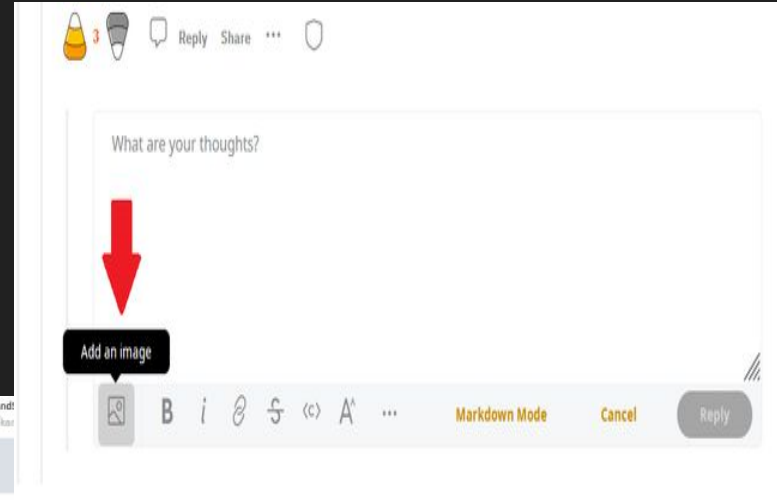 3 Reply Share ...
What are your thoughts?
Add an image
B i S <c> A^ ...
Markdown Mode Cancel Reply